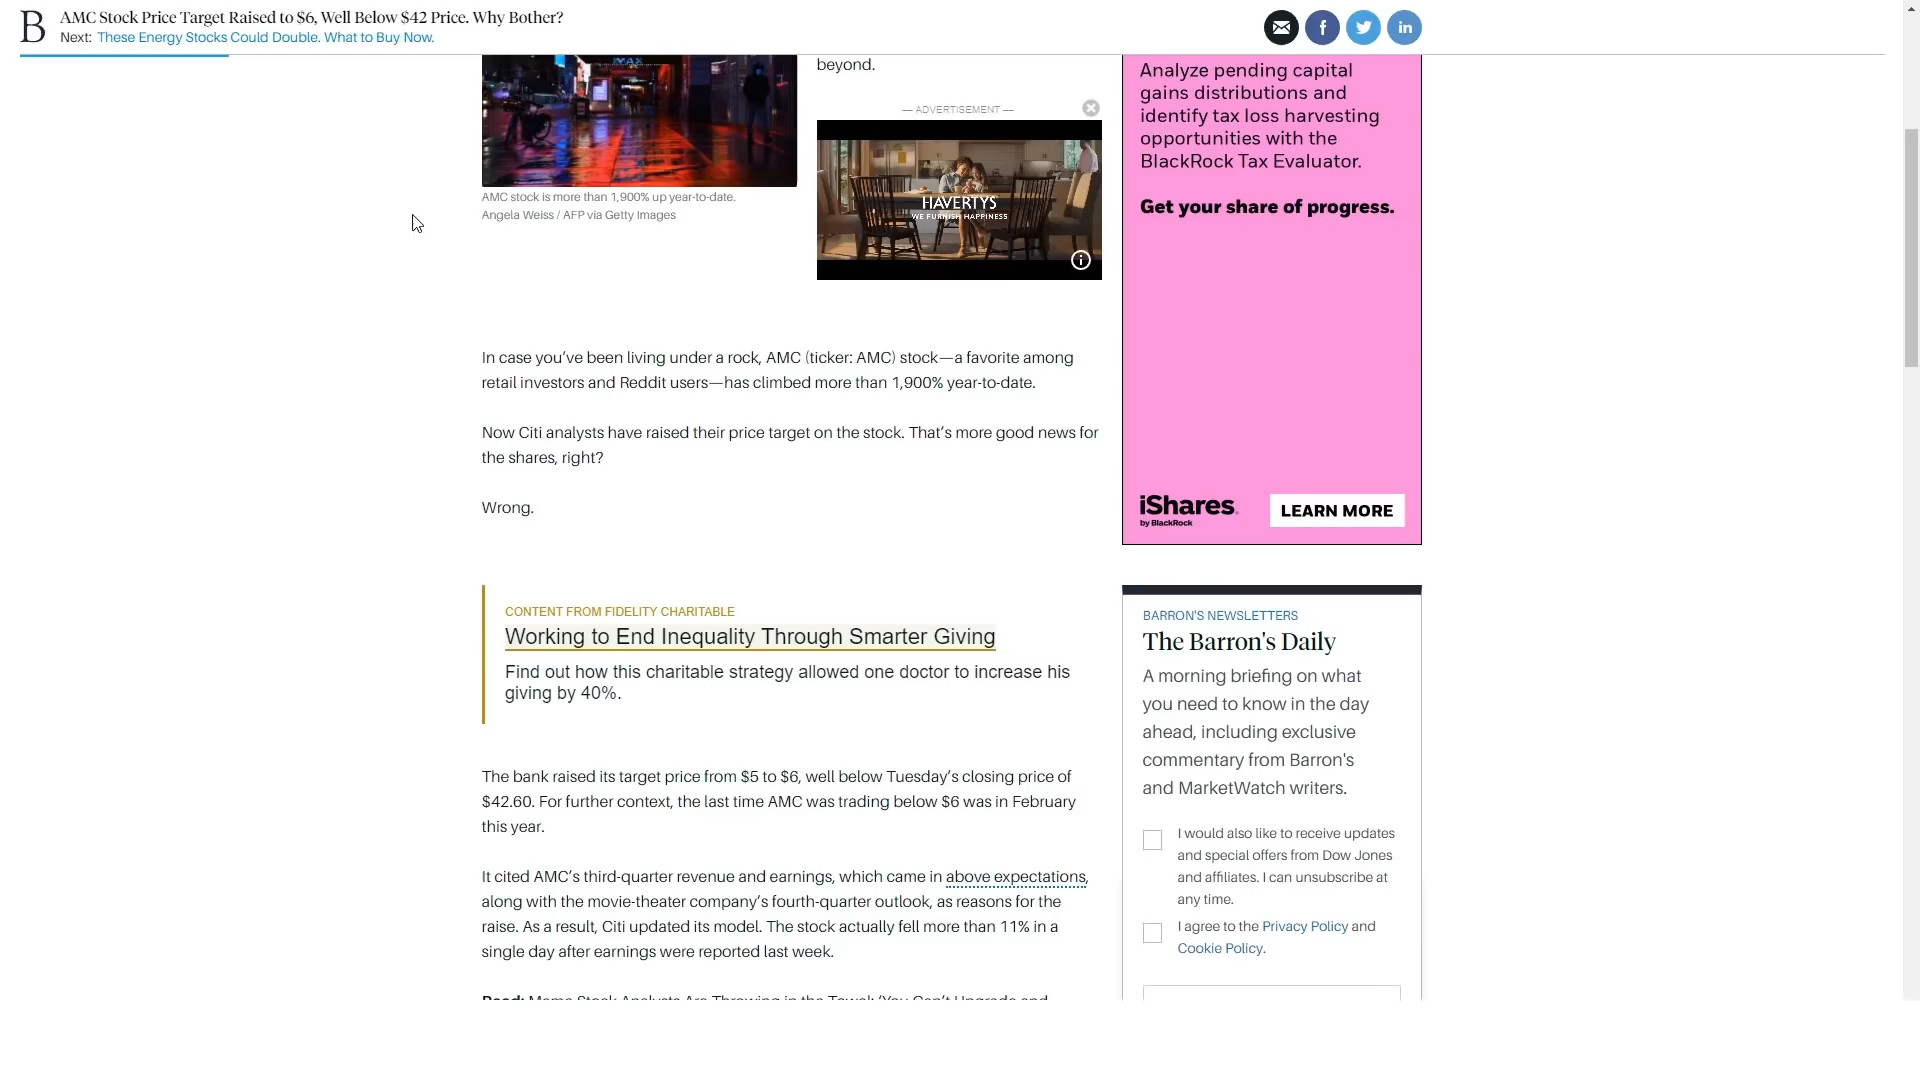 B
AMC Stock Price Target Raised to $6, Well Below $42 Price. Why Bother?
Next: These Energy Stocks Could Double. What to Buy Now.
f
in
IMAX
AMC stock is more than 1,900% up year-to-date.
Angela Weiss / AFP via Getty Images
beyond.
— ADVERTISEMENT —
HAVERTYS
WE FURNISH HAPPINESS
In case you've been living under a rock, AMC (ticker: AMC) stock—a favorite among
retail investors and Reddit users—has climbed more than 1,900% year-to-date.
Now Citi analysts have raised their price target on the stock. That's more good news for
the shares, right?
Wrong.
CONTENT FROM FIDELITY CHARITABLE
Working to End Inequality Through Smarter Giving
Find out how this charitable strategy allowed one doctor to increase his
giving by 40%.
The bank raised its target price from $5 to $6, well below Tuesday's closing price of
$42.60. For further context, the last time AMC was trading below $6 was in February
this year.
It cited AMC's third-quarter revenue and earnings, which came in above expectations,
along with the movie-theater company's fourth-quarter outlook, as reasons for the
raise. As a result, Citi updated its model. The stock actually fell more than 11% in a
single day after earnings were reported last week.
Read: Meme Stock Analysts Are Throwing in the Towel: 'You Can't Upgrade and
Analyze pending capital
gains distributions and
identify tax loss harvesting
opportunities with the
BlackRock Tax Evaluator.
Get your share of progress.
iShares.
by BlackRock
LEARN MORE
BARRON'S NEWSLETTERS
The Barron's Daily
A morning briefing on what
you need to know in the day
ahead, including exclusive
commentary from Barron's
and MarketWatch writers.
I would also like to receive updates
and special offers from Dow Jones
and affiliates. I can unsubscribe at
any time.
I agree to the Privacy Policy and
Cookie Policy.